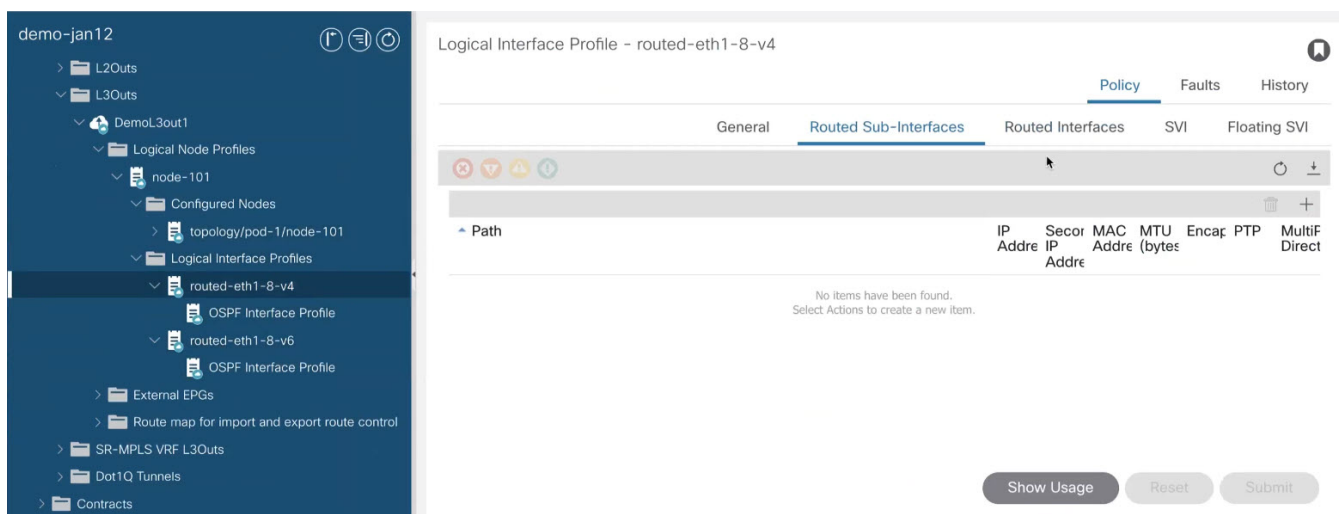 demo-jan12
L2Outs
L3Outs
DemoL3out1
Logical Node Profiles
node-101
Configured Nodes
topology/pod-1/node-101
Logical Interface Profiles
routed-eth1-8-v4
OSPF Interface Profile
routed-eth1-8-v6
OSPF Interface Profile
External EPGs
Route map for import and export route control
SR-MPLS VRF L3Outs
Dot1Q Tunnels
Contracts
Logical Interface Profile - routed-eth1-8-v4
Policy Faults History
General Routed Sub-Interfaces Routed Interfaces SVI Floating SVI
Path IP Secor MAC MTU Encap PTP MultiF
Addre IP Addre (bytes Direct
Addre
No items have been found.
Select Actions to create a new item.
Show Usage Reset Submit